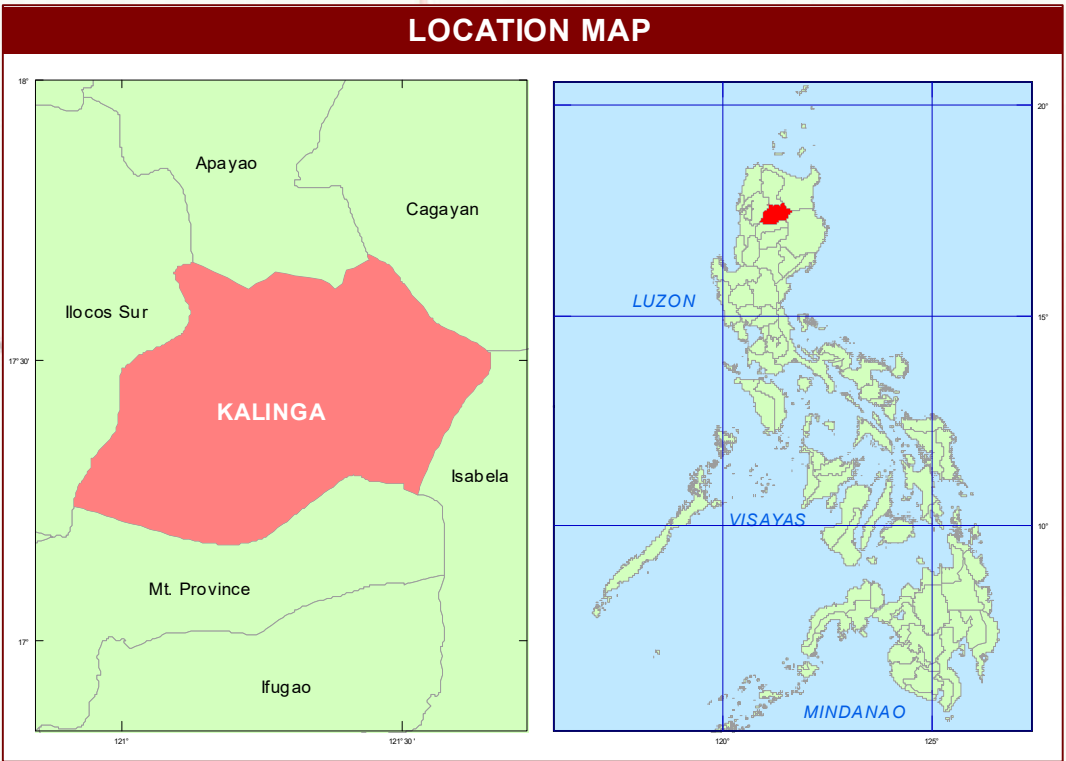 LOCATION MAP
18°
Apayao
Cagayan
Ilocos Sur
17° 30'
KALINGA
Isabela
Mt. Province
17°
Ifugao
121°
121° 30'
20°
LUZON
15°
VISAYAS
10°
MINDANAO
120°
125°